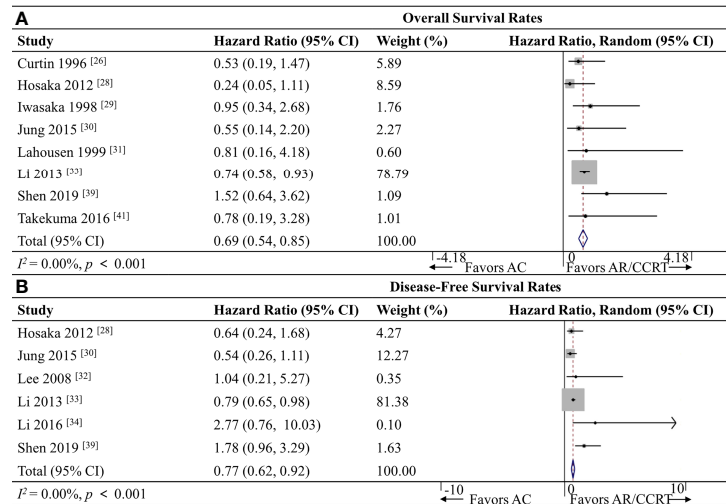 A
Overall Survival Rates
Study Hazard Ratio (95% CI) Weight (%) Hazard Ratio, Random (95% CI)
Curtin 1996 [26] 0.53 (0.19, 1.47) 5.89
Hosaka 2012 [28] 0.24 (0.05, 1.11) 8.59
Iwasaka 1998 [29] 0.95 (0.34, 2.68) 1.76
Jung 2015 [30] 0.55 (0.14, 2.20) 2.27
Lahousen 1999 [31] 0.81 (0.16, 4.18) 0.60
Li 2013 [33] 0.74 (0.58, 0.93) 78.79
Shen 2019 [39] 1.52 (0.64, 3.62) 1.09
Takekuma 2016 [41] 0.78 (0.19, 3.28) 1.01
Total (95% CI) 0.69 (0.54, 0.85) 100.00
I² = 0.00%, p < 0.001
-4.18 0 4.18
Favors AC Favors AR/CCRT
B
Disease-Free Survival Rates
Study Hazard Ratio (95% CI) Weight (%) Hazard Ratio, Random (95% CI)
Hosaka 2012 [28] 0.64 (0.24, 1.68) 4.27
Jung 2015 [30] 0.54 (0.26, 1.11) 12.27
Lee 2008 [32] 1.04 (0.21, 5.27) 0.35
Li 2013 [33] 0.79 (0.65, 0.98) 81.38
Li 2016 [34] 2.77 (0.76, 10.03) 0.10
Shen 2019 [39] 1.78 (0.96, 3.29) 1.63
Total (95% CI) 0.77 (0.62, 0.92) 100.00
I² = 0.00%, p < 0.001
-10 0 10
Favors AC Favors AR/CCRT